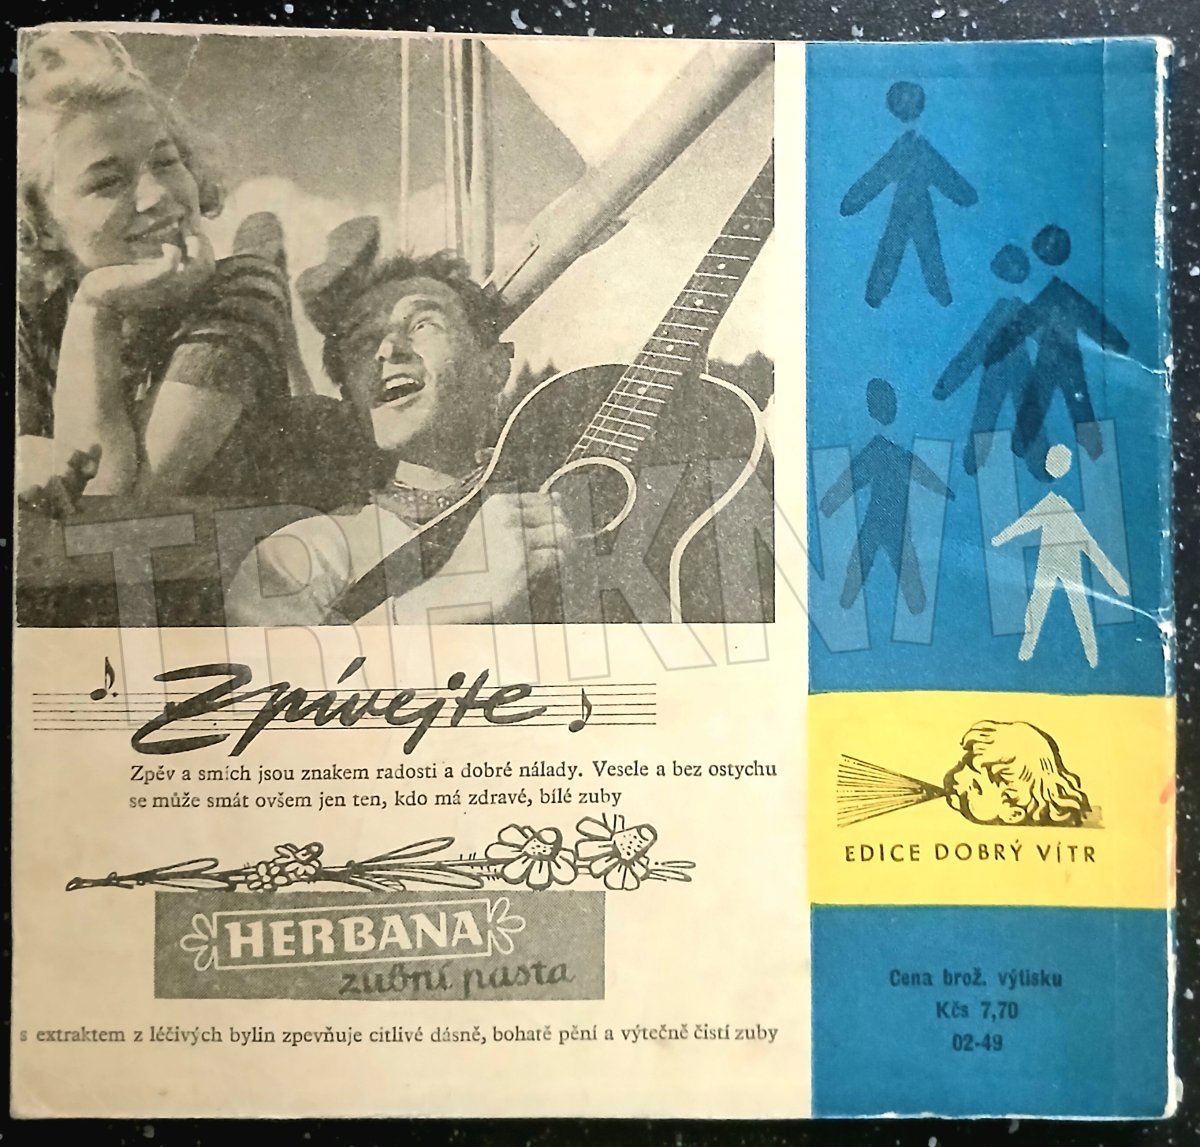 Zpívejte
Zpěv a smích jsou znakem radosti a dobré nálady. Vesele a bez ostychu
se může smát ovšem jen ten, kdo má zdravé, bílé zuby
HERBANA
zubní pasta
s extraktem z léčivých bylin zpevňuje citlivé dásně, bohatě pění a výtečně čistí zuby
EDICE DOBRÝ VÍTR
Cena brož. výtisku
Kčs 7,70
02-49
TRHKNIH